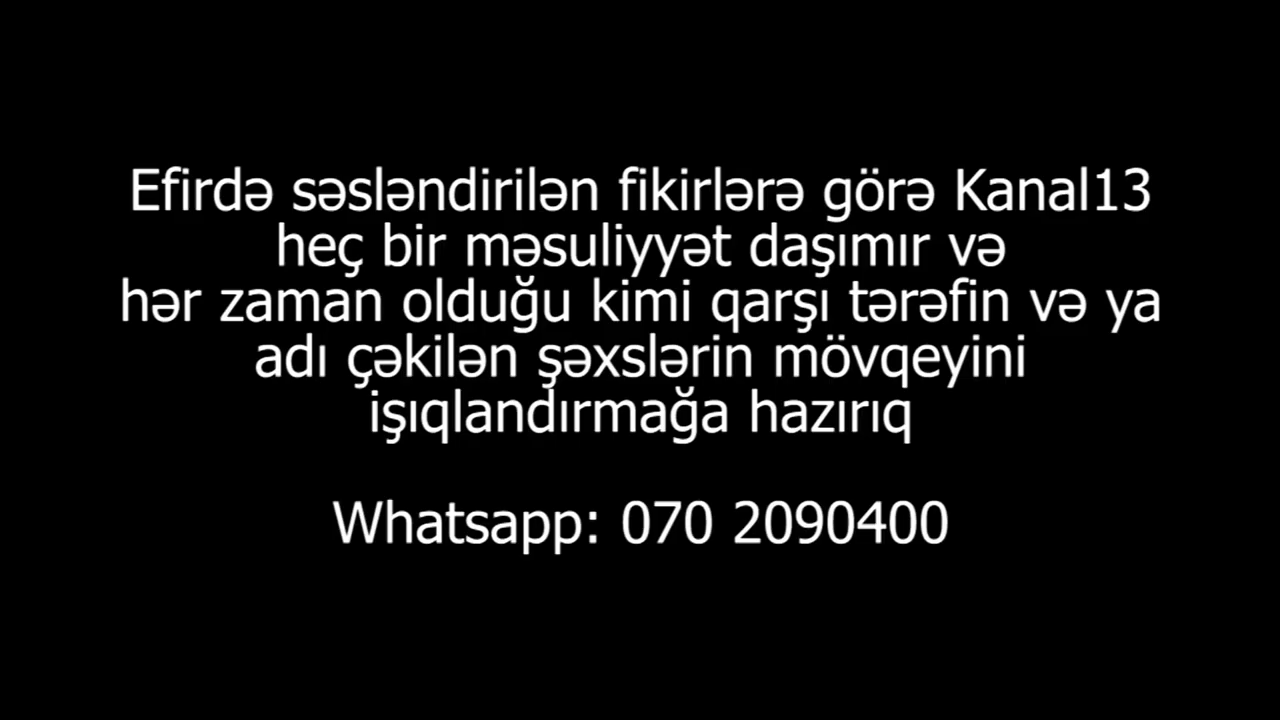 Efirdə səsləndirilən fikirlərə görə Kanal13
heç bir məsuliyyət daşımır və
hər zaman olduğu kimi qarşı tərəfin və ya
adı çəkilən şəxslərin mövqeyini
işıqlandırmağa hazırıq
Whatsapp: 070 2090400